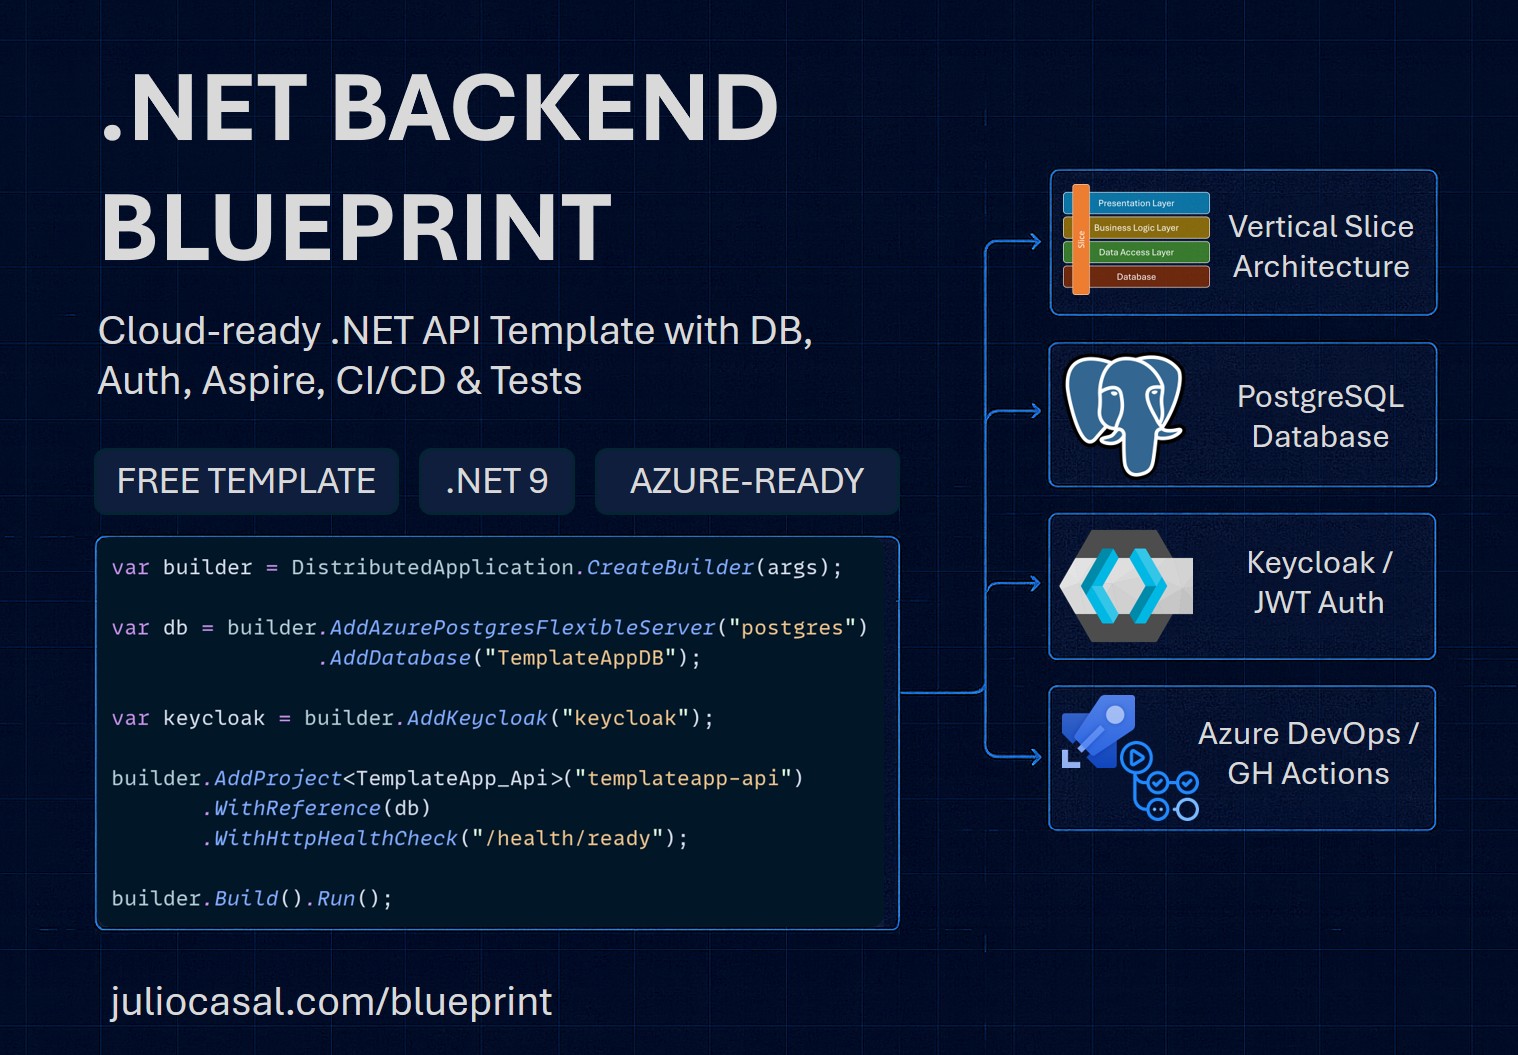 .NET BACKEND
BLUEPRINT
Cloud-ready .NET API Template with DB,
Auth, Aspire, CI/CD & Tests
FREE TEMPLATE
.NET 9
AZURE-READY
var builder = DistributedApplication.CreateBuilder(args);
var db = builder.AddAzurePostgresFlexibleServer("postgres")
.AddDatabase("TemplateAppDB");
var keycloak = builder.AddKeycloak("keycloak");
builder.AddProject<TemplateApp_Api>("templateapp-api")
.WithReference(db)
.WithHttpHealthCheck("/health/ready");
builder.Build().Run();
juliocasal.com/blueprint
Slice
Presentation Layer
Business Logic Layer
Data Access Layer
Database
Vertical Slice
Architecture
PostgreSQL
Database
Keycloak /
JWT Auth
Azure DevOps /
GH Actions